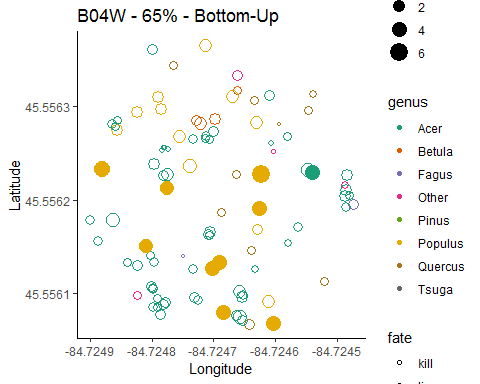 B04W - 65% - Bottom-Up
2
4
6
genus
Acer
Betula
Fagus
Other
Pinus
Populus
Quercus
Tsuga
fate
kill
Latitude
45.5563
45.5562
45.5561
-84.7249
-84.7248
-84.7247
-84.7246
-84.7245
Longitude